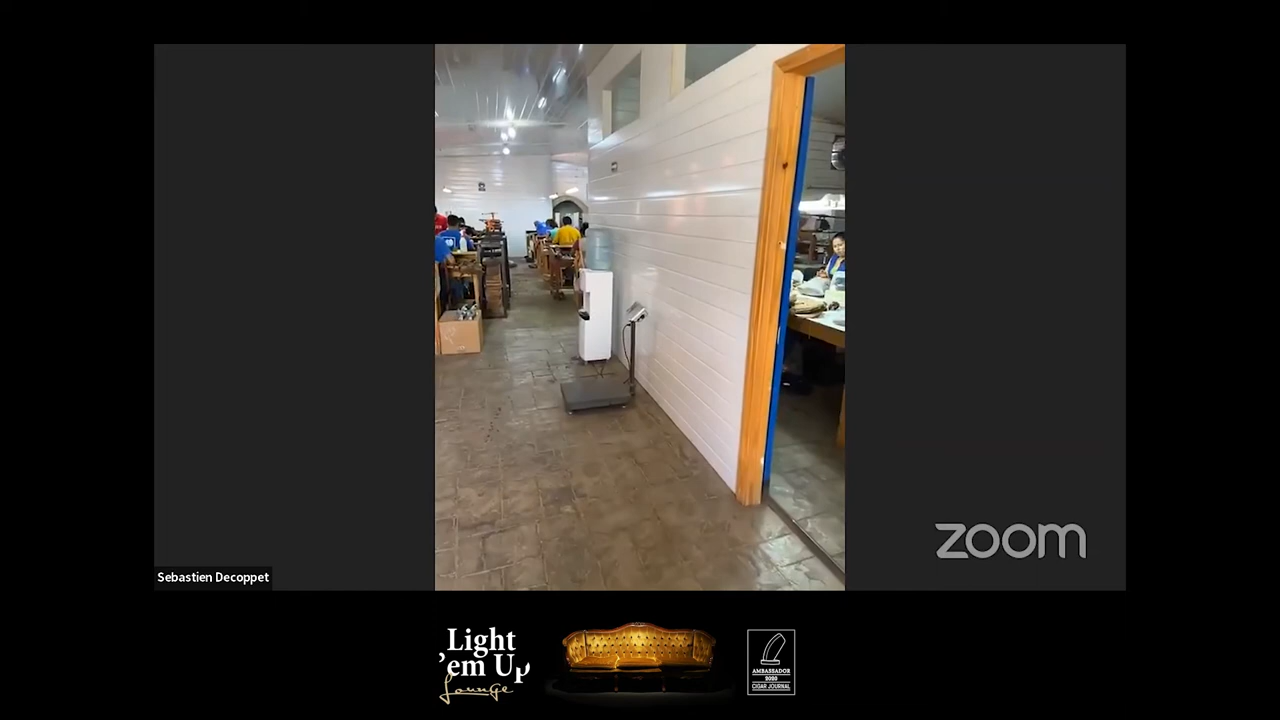 Sebastien Decoppet
zoom
Light
'em Up
Lounge
AMBASSADOR
2020
CIGAR JOURNAL